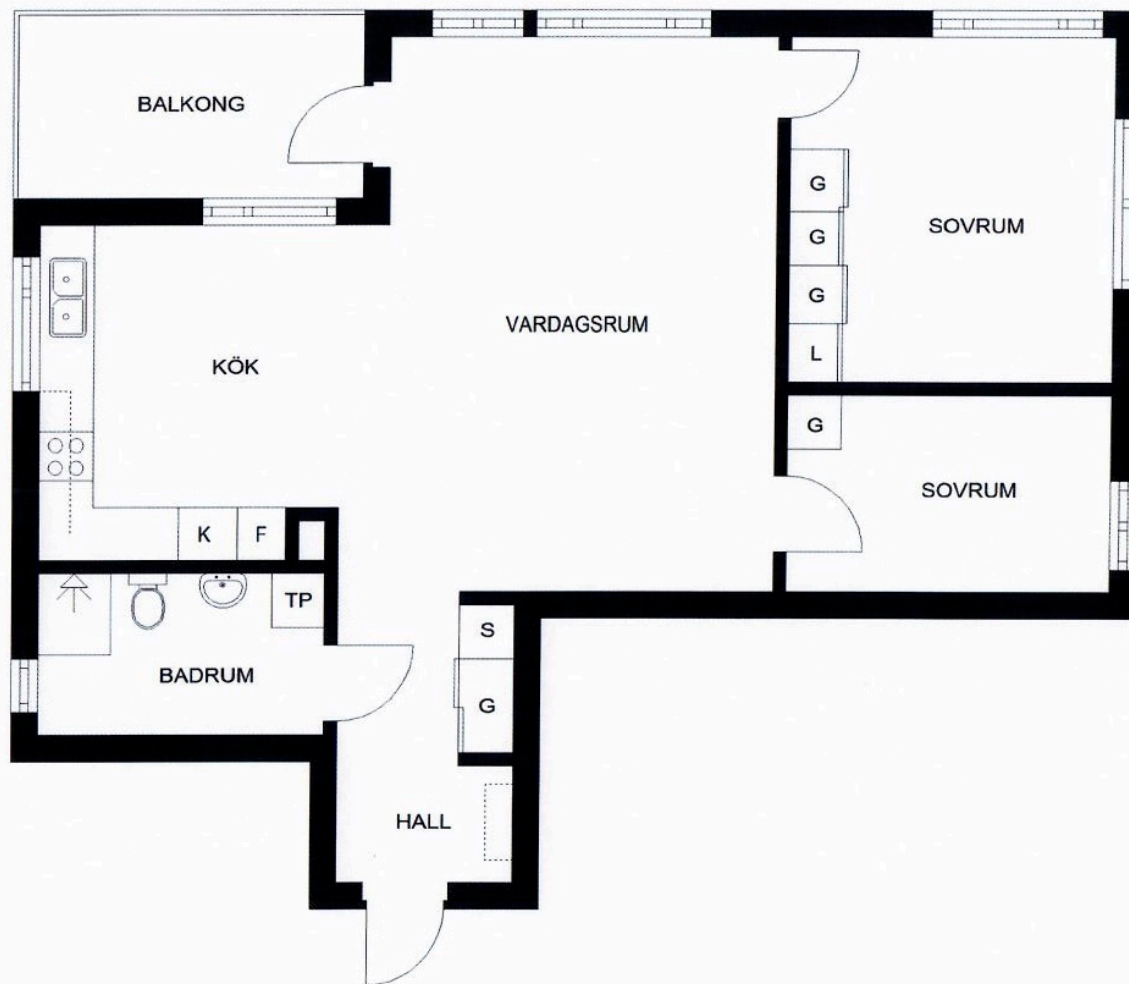 BALKONG
G
G
SOVRUM
G
VARDAGSRUM
L
KÖK
G
SOVRUM
K
F
TP
S
BADRUM
G
HALL